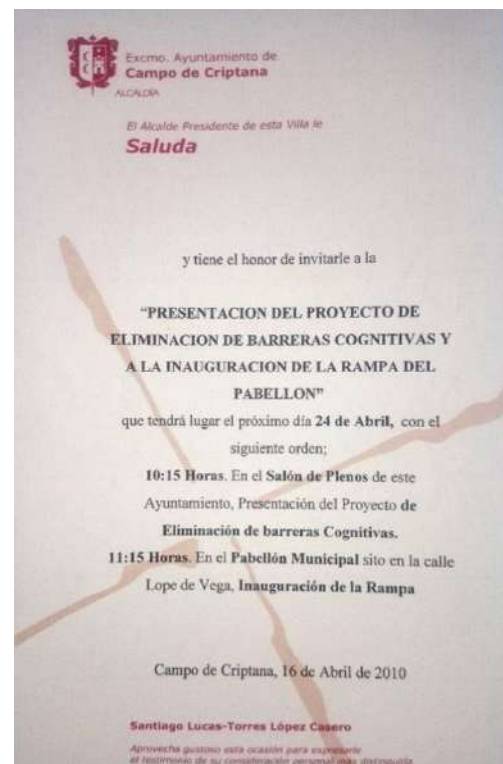 Excmo. Ayuntamiento de
Campo de Criptana
ALCALDÍA
El Alcalde Presidente de esta Villa le
Saluda
y tiene el honor de invitarle a la
“PRESENTACION DEL PROYECTO DE
ELIMINACION DE BARRERAS COGNITIVAS Y
A LA INAUGURACION DE LA RAMPA DEL
PABELLON”
que tendrá lugar el próximo día 24 de Abril, con el
siguiente orden;
10:15 Horas. En el Salón de Plenos de este
Ayuntamiento, Presentación del Proyecto de
Eliminación de barreras Cognitivas.
11:15 Horas. En el Pabellón Municipal sito en la calle
Lope de Vega, Inauguración de la Rampa
Campo de Criptana, 16 de Abril de 2010
Santiago Lucas-Torres López Casero
Aprovecha gustoso esta ocasión para expresarle
el testimonio de su consideración personal más distinguida